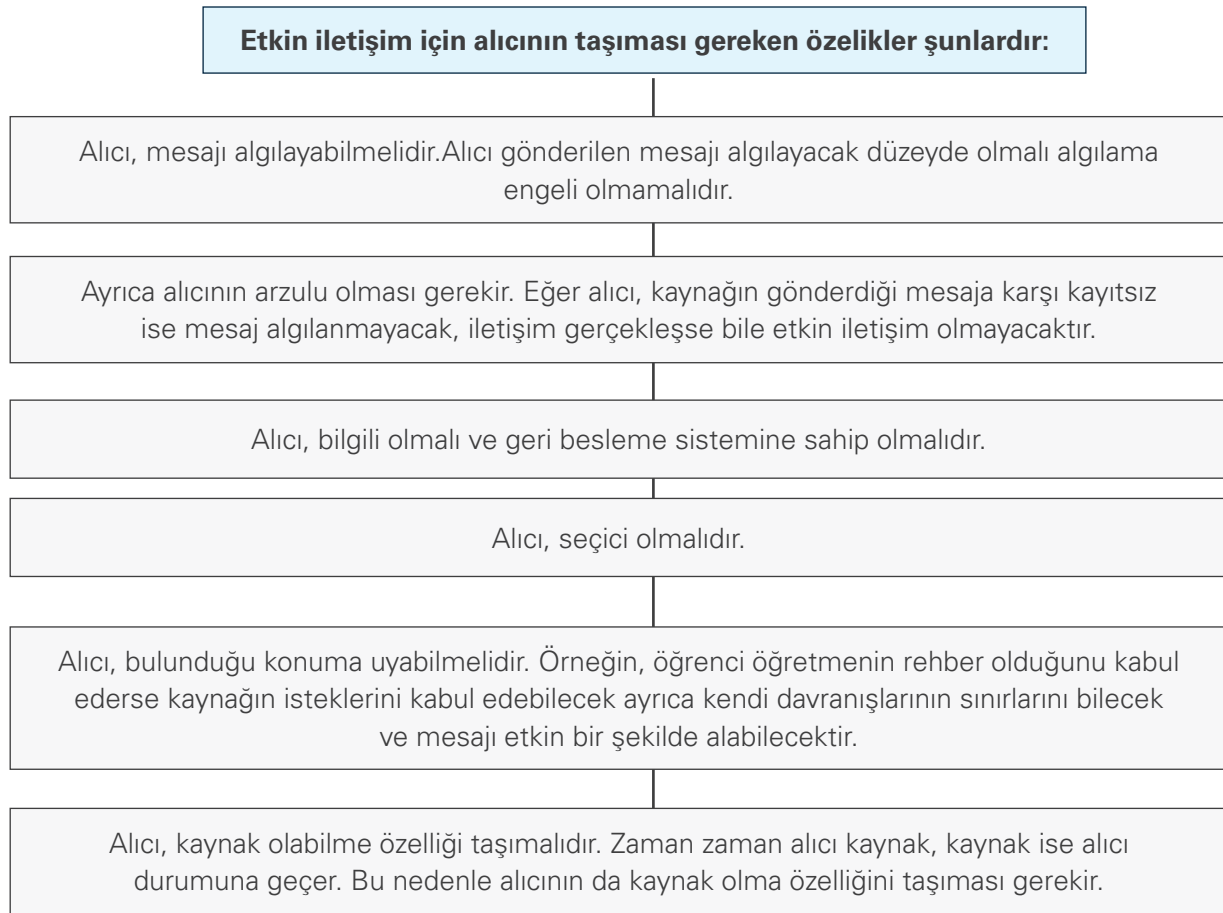 Etkin iletişim için alıcının taşıması gereken özelikler şunlardır:
Alıcı, mesajı algılayabilmelidir.Alıcı gönderilen mesajı algılayacak düzeyde olmalı algılama
engeli olmamalıdır.
Ayrıca alıcının arzulu olması gerekir. Eğer alıcı, kaynağın gönderdiği mesaja karşı kayıtsız
ise mesaj algılanmayacak, iletişim gerçekleşse bile etkin iletişim olmayacaktır.
Alıcı, bilgili olmalı ve geri besleme sistemine sahip olmalıdır.
Alıcı, seçici olmalıdır.
Alıcı, bulunduğu konuma uyabilmelidir. Örneğin, öğrenci öğretmenin rehber olduğunu kabul
ederse kaynağın isteklerini kabul edebilecek ayrıca kendi davranışlarının sınırlarını bilecek
ve mesajı etkin bir şekilde alabilecektir.
Alıcı, kaynak olabilme özelliği taşımalıdır. Zaman zaman alıcı kaynak, kaynak ise alıcı
durumuna geçer. Bu nedenle alıcının da kaynak olma özelliğini taşıması gerekir.